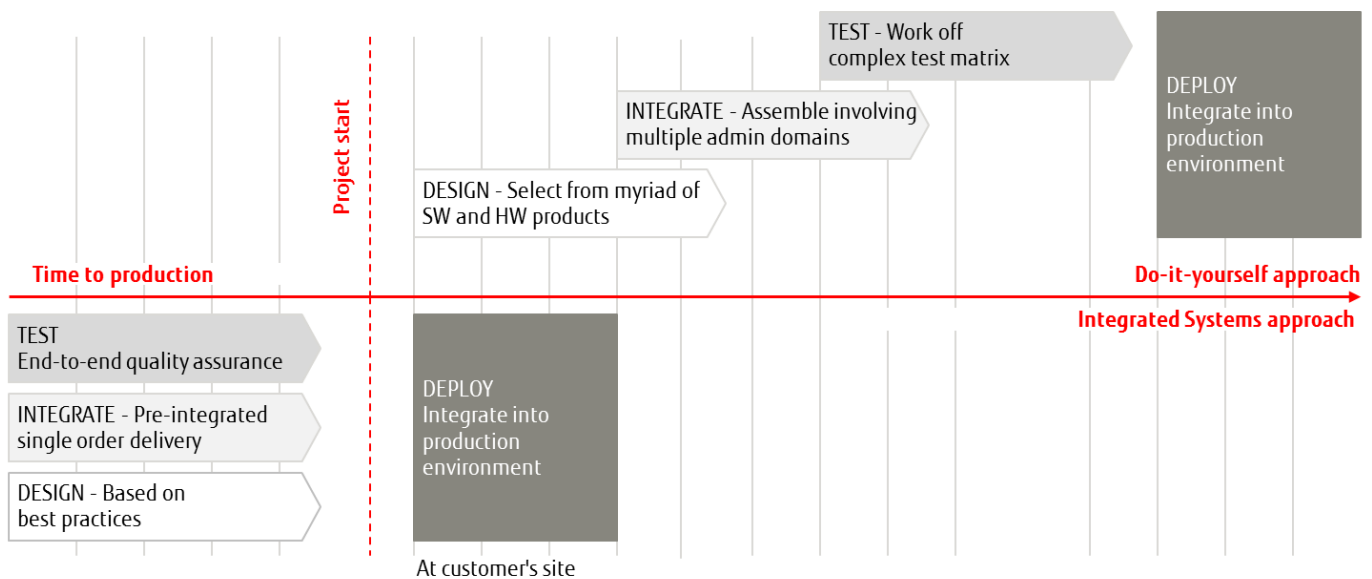 TEST - Work off
complex test matrix
DEPLOY
Integrate into
production
environment
INTEGRATE - Assemble involving
multiple admin domains
Project start
DESIGN - Select from myriad of
SW and HW products
Time to production
Do-it-yourself approach
Integrated Systems approach
TEST
End-to-end quality assurance
INTEGRATE - Pre-integrated
single order delivery
DESIGN - Based on
best practices
DEPLOY
Integrate into
production
environment
At customer's site